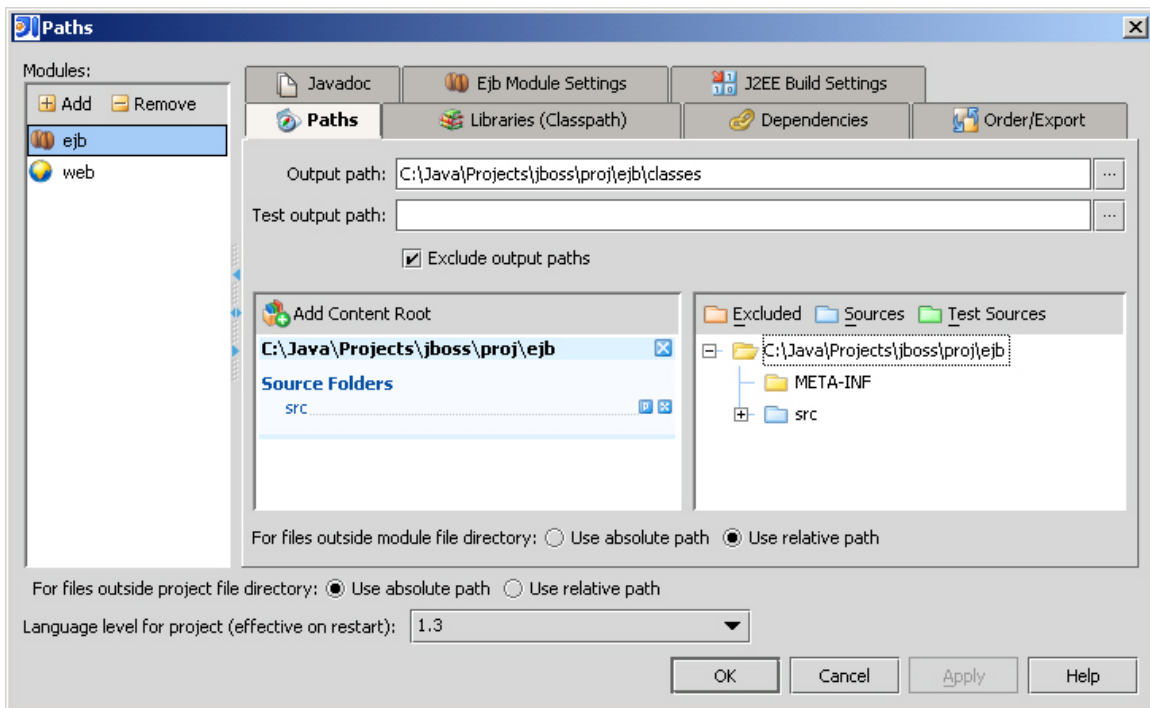 Paths
Modules:
Add Remove
ejb
web
Javadoc Ejb Module Settings J2EE Build Settings
Paths Libraries (Classpath) Dependencies Order/Export
Output path: C:\Java\Projects\jboss\proj\ejb\classes ...
Test output path: ...
Exclude output paths
Add Content Root
C:\Java\Projects\jboss\proj\ejb
Source Folders
src
Excluded Sources Test Sources
C:\Java\Projects\jboss\proj\ejb
META-INF
src
For files outside module file directory: Use absolute path Use relative path
For files outside project file directory: Use absolute path Use relative path
Language level for project (effective on restart): 1.3
OK Cancel Apply Help